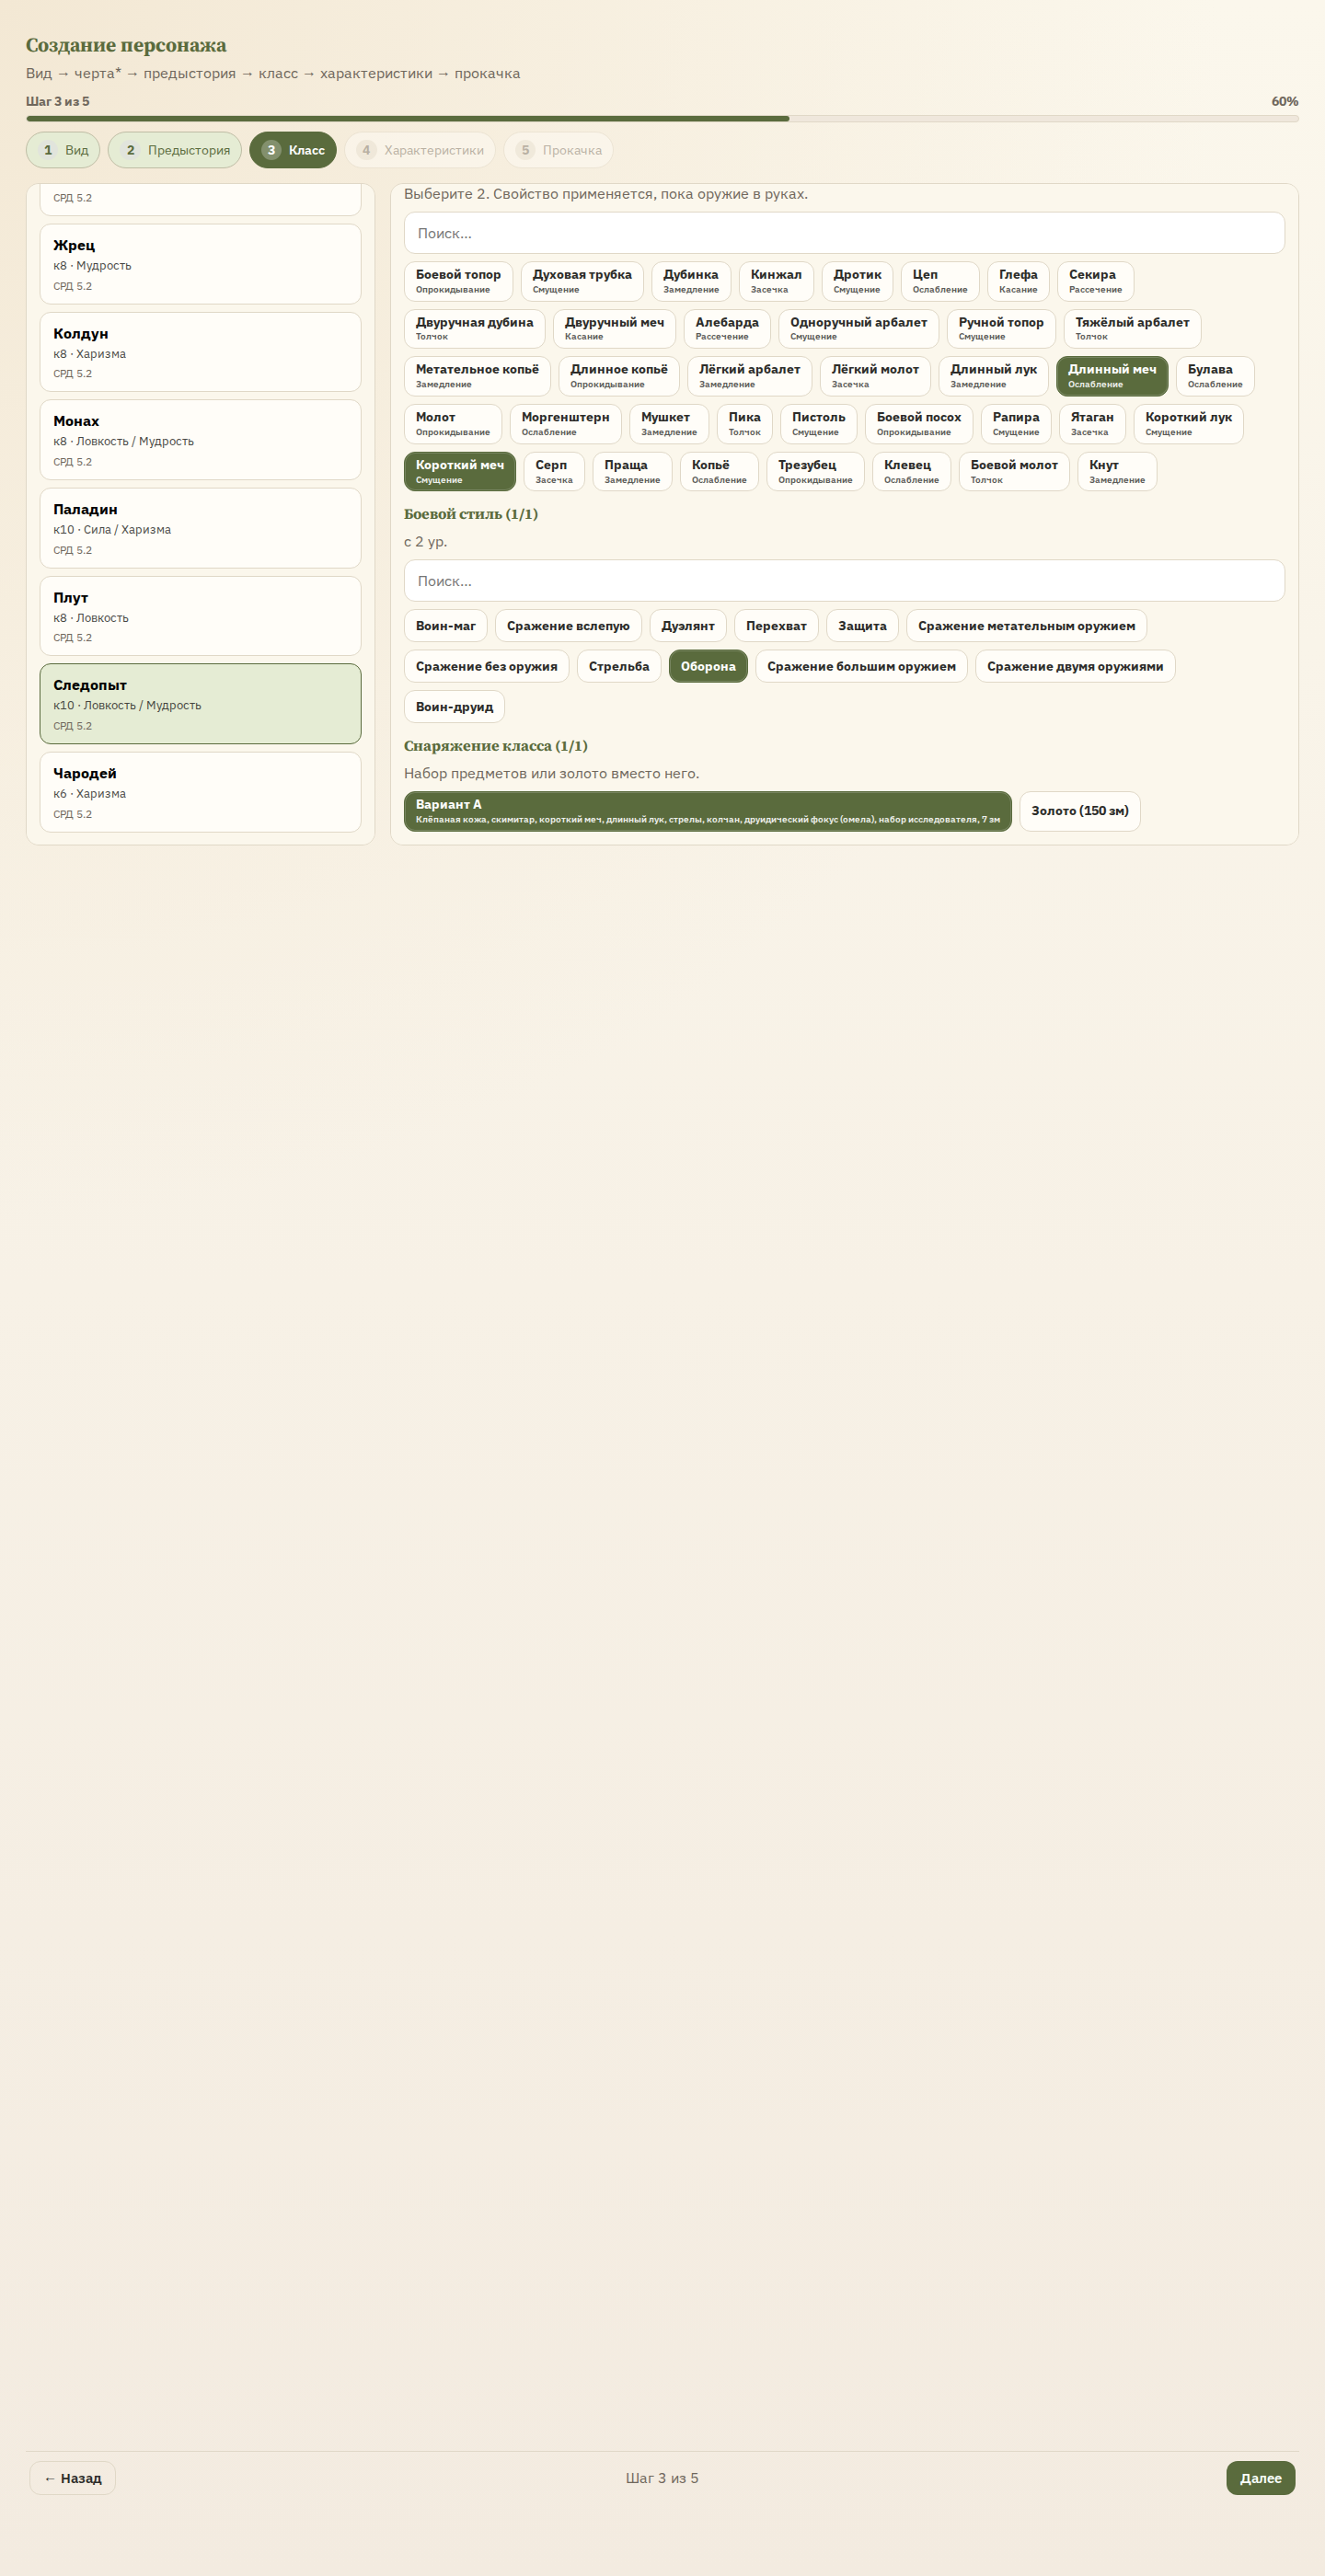 Создание персонажа
Вид → черта* → предыстория → класс → характеристики → прокачка
Шаг 3 из 5
60%
1 Вид
2 Предыстория
3 Класс
4 Характеристики
5 Прокачка
СРД 5.2
Жрец
к8 · Мудрость
СРД 5.2
Колдун
к8 · Харизма
СРД 5.2
Монах
к8 · Ловкость / Мудрость
СРД 5.2
Паладин
к10 · Сила / Харизма
СРД 5.2
Плут
к8 · Ловкость
СРД 5.2
Следопыт
к10 · Ловкость / Мудрость
СРД 5.2
Чародей
к6 · Харизма
СРД 5.2
Выберите 2. Свойство применяется, пока оружие в руках.
Поиск...
Боевой топор
Опрокидывание
Духовая трубка
Смущение
Дубинка
Замедление
Кинжал
Засечка
Дротик
Смущение
Цеп
Ослабление
Глефа
Касание
Секира
Рассечение
Двуручная дубина
Толчок
Двуручный меч
Касание
Алебарда
Рассечение
Одноручный арбалет
Смущение
Ручной топор
Смущение
Тяжёлый арбалет
Толчок
Метательное копьё
Замедление
Длинное копьё
Опрокидывание
Лёгкий арбалет
Замедление
Лёгкий молот
Засечка
Длинный лук
Замедление
Длинный меч
Ослабление
Булава
Ослабление
Молот
Опрокидывание
Моргенштерн
Ослабление
Мушкет
Замедление
Пика
Толчок
Пистоль
Смущение
Боевой посох
Опрокидывание
Рапира
Смущение
Ятаган
Засечка
Короткий лук
Смущение
Короткий меч
Смущение
Серп
Засечка
Праща
Замедление
Копьё
Ослабление
Трезубец
Опрокидывание
Клевец
Ослабление
Боевой молот
Толчок
Кнут
Замедление
Боевой стиль (1/1)
с 2 ур.
Поиск...
Воин-маг
Сражение вслепую
Дуэлянт
Перехват
Защита
Сражение метательным оружием
Сражение без оружия
Стрельба
Оборона
Сражение большим оружием
Сражение двумя оружиями
Воин-друид
Снаряжение класса (1/1)
Набор предметов или золото вместо него.
Вариант A
Клёпаная кожа, скимитар, короткий меч, длинный лук, стрелы, колчан, друидический фокус (омела), набор исследователя, 7 зм
Золото (150 зм)
← Назад
Шаг 3 из 5
Далее